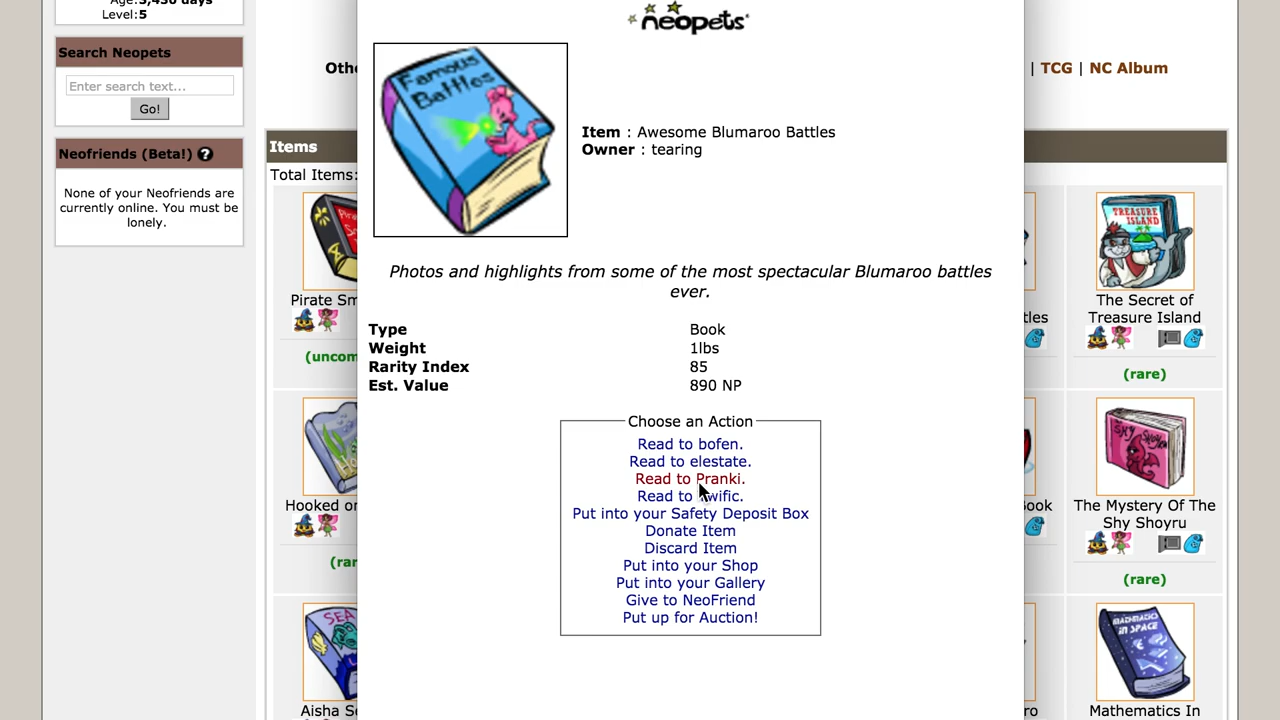 Age:5,430 days
Level:5
Search Neopets
Enter search text...
Go!
Neofriends (Beta!) ?
None of your Neofriends are
currently online. You must be
lonely.
neopets
Famous
Battles
Item : Awesome Blumaroo Battles
Owner : tearing
Photos and highlights from some of the most spectacular Blumaroo battles
ever.
Type Book
Weight 1lbs
Rarity Index 85
Est. Value 890 NP
Choose an Action
Read to bofen.
Read to elestate.
Read to Pranki.
Read to wific.
Put into your Safety Deposit Box
Donate Item
Discard Item
Put into your Shop
Put into your Gallery
Give to NeoFriend
Put up for Auction!
Othe
| TCG | NC Album
Items
Total Items:
Pirate Sm
(uncom
Hooked on
(rar
SEA
Aisha Se
tles
TREASURE
ISLAND
The Secret of
Treasure Island
(rare)
ook
SHY SHOYRU
The Mystery Of The
Shy Shoyru
(rare)
ro
MATHEMATICS
IN SPACE
Mathematics In